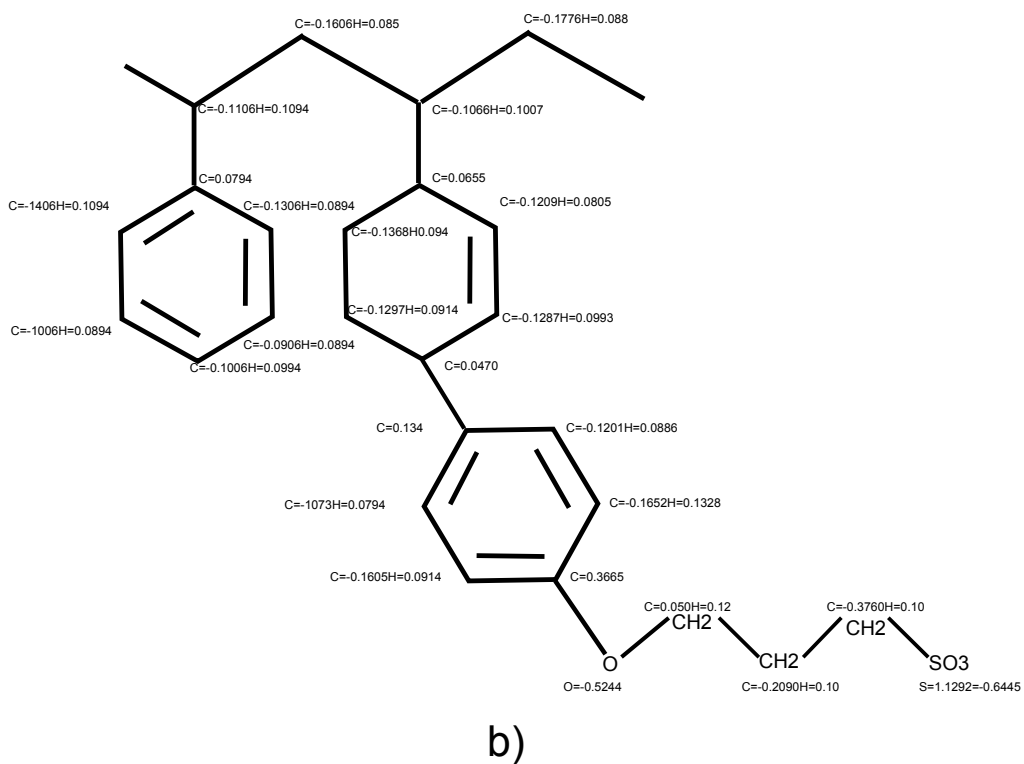 C=-0.1776H=0.088
C=-0.1606H=0.085
C=-0.1106H=0.1094
C=-0.1066H=0.1007
C=0.0794
C=0.0655
C=-1406H=0.1094
C=-0.1306H=0.0894
C=-0.1209H=0.0805
C=-0.1368H=0.094
C=-0.1297H=0.0914
C=-0.1287H=0.0993
C=-1006H=0.0894
C=-0.0906H=0.0894
C=-0.1006H=0.0994
C=0.0470
C=0.134
C=-0.1201H=0.0886
C=-1073H=0.0794
C=-0.1652H=0.1328
C=-0.1605H=0.0914
C=0.3665
C=0.050H=0.12
C=-0.3760H=0.10
CH2
CH2
O
CH2
SO3
O=-0.5244
C=-0.2090H=0.10
S=1.1292=-0.6445
b)